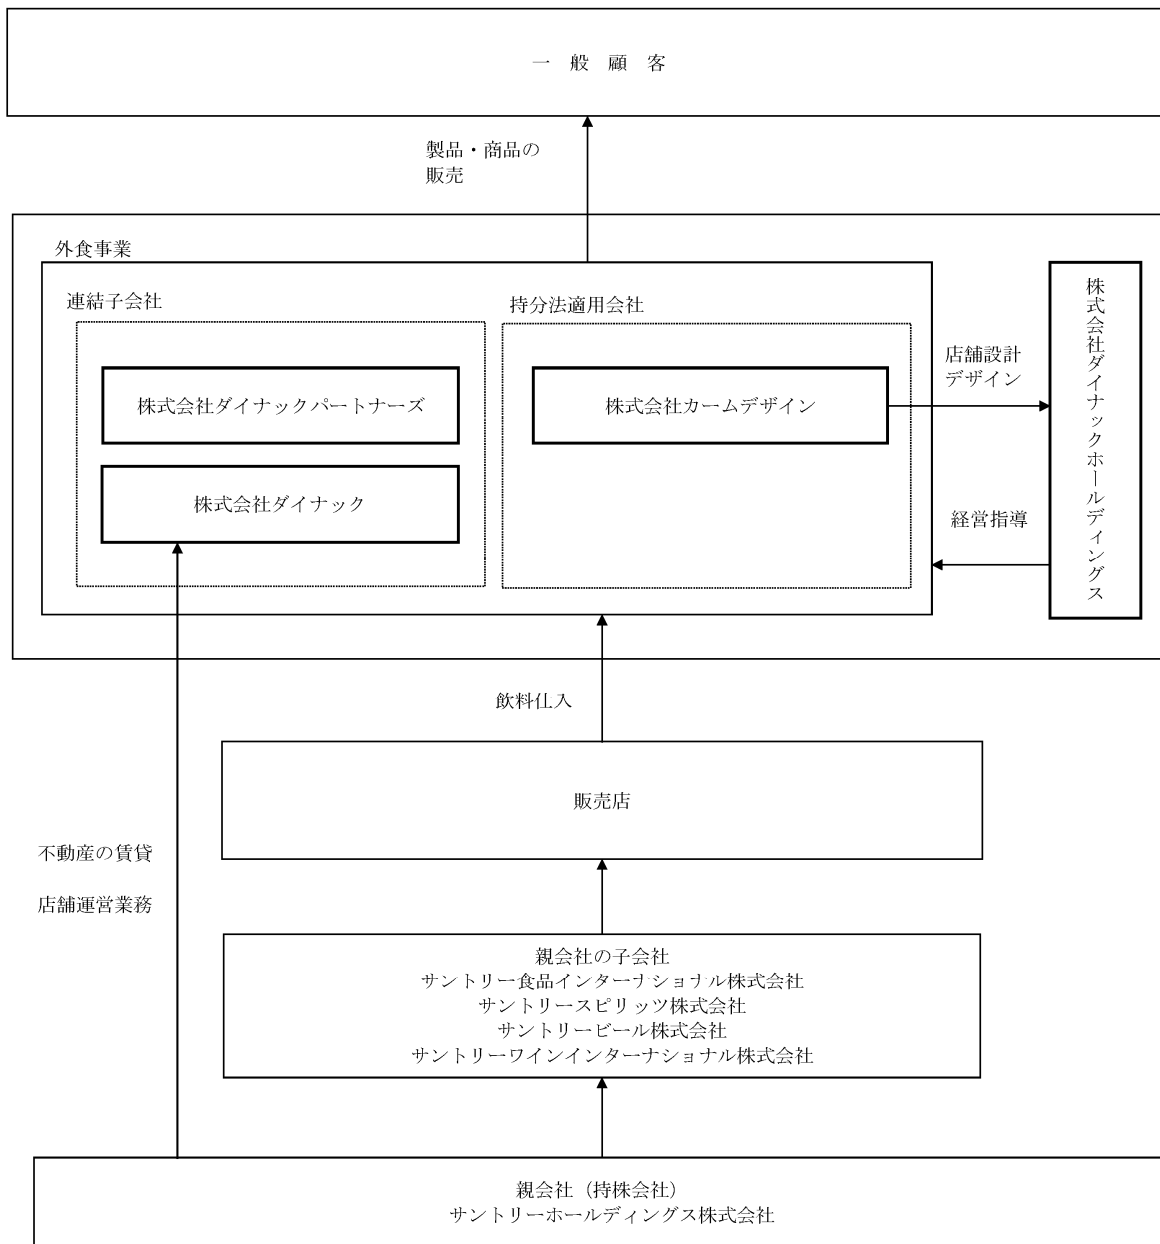 一 般 顧 客
製品・商品の
販売
外食事業
連結子会社
持分法適用会社
株式会社ダイナックパートナーズ
株式会社カームデザイン
株式会社ダイナック
店舗設計
デザイン
経営指導
株式会社ダイナックホールディングス
飲料仕入
販売店
不動産の賃貸
店舗運営業務
親会社の子会社
サントリー食品インターナショナル株式会社
サントリースピリッツ株式会社
サントリービール株式会社
サントリーワインインターナショナル株式会社
親会社（持株会社）
サントリーホールディングス株式会社